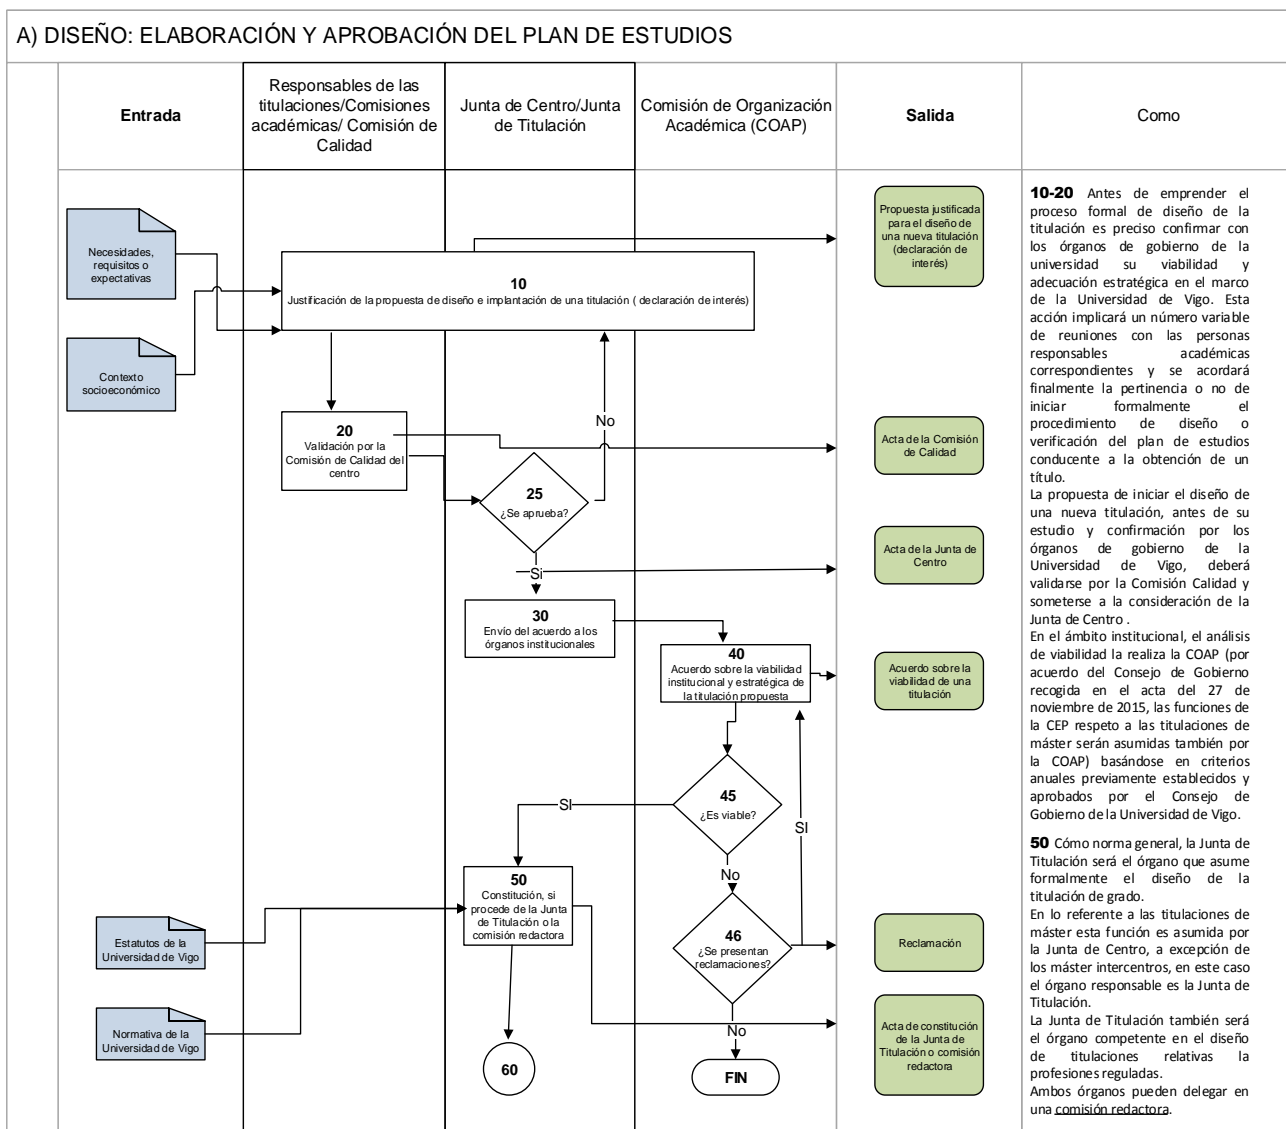 A) DISEÑO: ELABORACIÓN Y APROBACIÓN DEL PLAN DE ESTUDIOS
Entrada
Responsables de las
titulaciones/Comisiones
académicas/ Comisión de
Calidad
Junta de Centro/Junta
de Titulación
Comisión de Organización
Académica (COAP)
Salida
Como
Necesidades,
requisitos o
expectativas
Contexto
socioeconómico
10
Justificación de la propuesta de diseño e implantación de una titulación ( declaración de interés)
Propuesta justificada
para el diseño de
una nueva titulación
(declaración de
interés)
20
Validación por la
Comisión de Calidad del
centro
No
Acta de la Comisión
de Calidad
25
¿Se aprueba?
Si
Acta de la Junta de
Centro
30
Envío del acuerdo a los
órganos institucionales
40
Acuerdo sobre la viabilidad
institucional y estratégica de
la titulación propuesta
Acuerdo sobre la
viabilidad de una
titulación
45
¿Es viable?
SI
SI
No
50
Constitución, si
procede de la Junta
de Titulación o la
comisión redactora
46
¿Se presentan
reclamaciones?
Reclamación
Estatutos de la
Universidad de Vigo
Normativa de la
Universidad de Vigo
No
Acta de constitución
de la Junta de
Titulación o comisión
redactora
60
FIN
10-20 Antes de emprender el
proceso formal de diseño de la
titulación es preciso confirmar con
los órganos de gobierno de la
universidad su viabilidad y
adecuación estratégica en el marco
de la Universidad de Vigo. Esta
acción implicará un número variable
de reuniones con las personas
responsables académicas
correspondientes y se acordará
finalmente la pertinencia o no de
iniciar formalmente el
procedimiento de diseño o
verificación del plan de estudios
conducente a la obtención de un
título.
La propuesta de iniciar el diseño de
una nueva titulación, antes de su
estudio y confirmación por los
órganos de gobierno de la
Universidad de Vigo, deberá
validarse por la Comisión Calidad y
someterse a la consideración de la
Junta de Centro .
En el ámbito institucional, el análisis
de viabilidad la realiza la COAP (por
acuerdo del Consejo de Gobierno
recogida en el acta del 27 de
noviembre de 2015, las funciones de
la CEP respeto a las titulaciones de
máster serán asumidas también por
la COAP) basándose en criterios
anuales previamente establecidos y
aprobados por el Consejo de
Gobierno de la Universidad de Vigo.
50 Cómo norma general, la Junta de
Titulación será el órgano que asume
formalmente el diseño de la
titulación de grado.
En lo referente a las titulaciones de
máster esta función es asumida por
la Junta de Centro, a excepción de
los máster intercentros, en este caso
el órgano responsable es la Junta de
Titulación.
La Junta de Titulación también será
el órgano competente en el diseño
de titulaciones relativas la
profesiones reguladas.
Ambos órganos pueden delegar en
una comisión redactora.